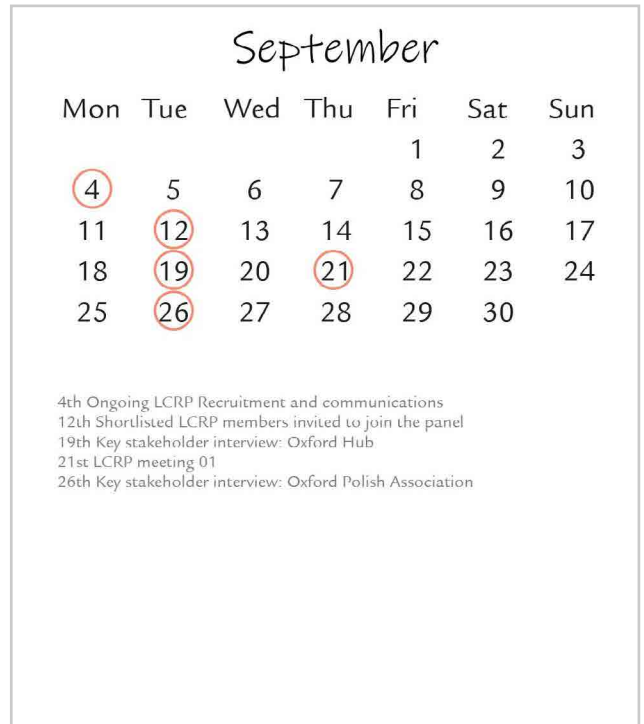 September
Mon Tue Wed Thu Fri Sat Sun
1 2 3
4 5 6 7 8 9 10
11 12 13 14 15 16 17
18 19 20 21 22 23 24
25 26 27 28 29 30
4th Ongoing LCRP Recruitment and communications
12th Shortlisted LCRP members invited to join the panel
19th Key stakeholder interview: Oxford Hub
21st LCRP meeting 01
26th Key stakeholder interview: Oxford Polish Association